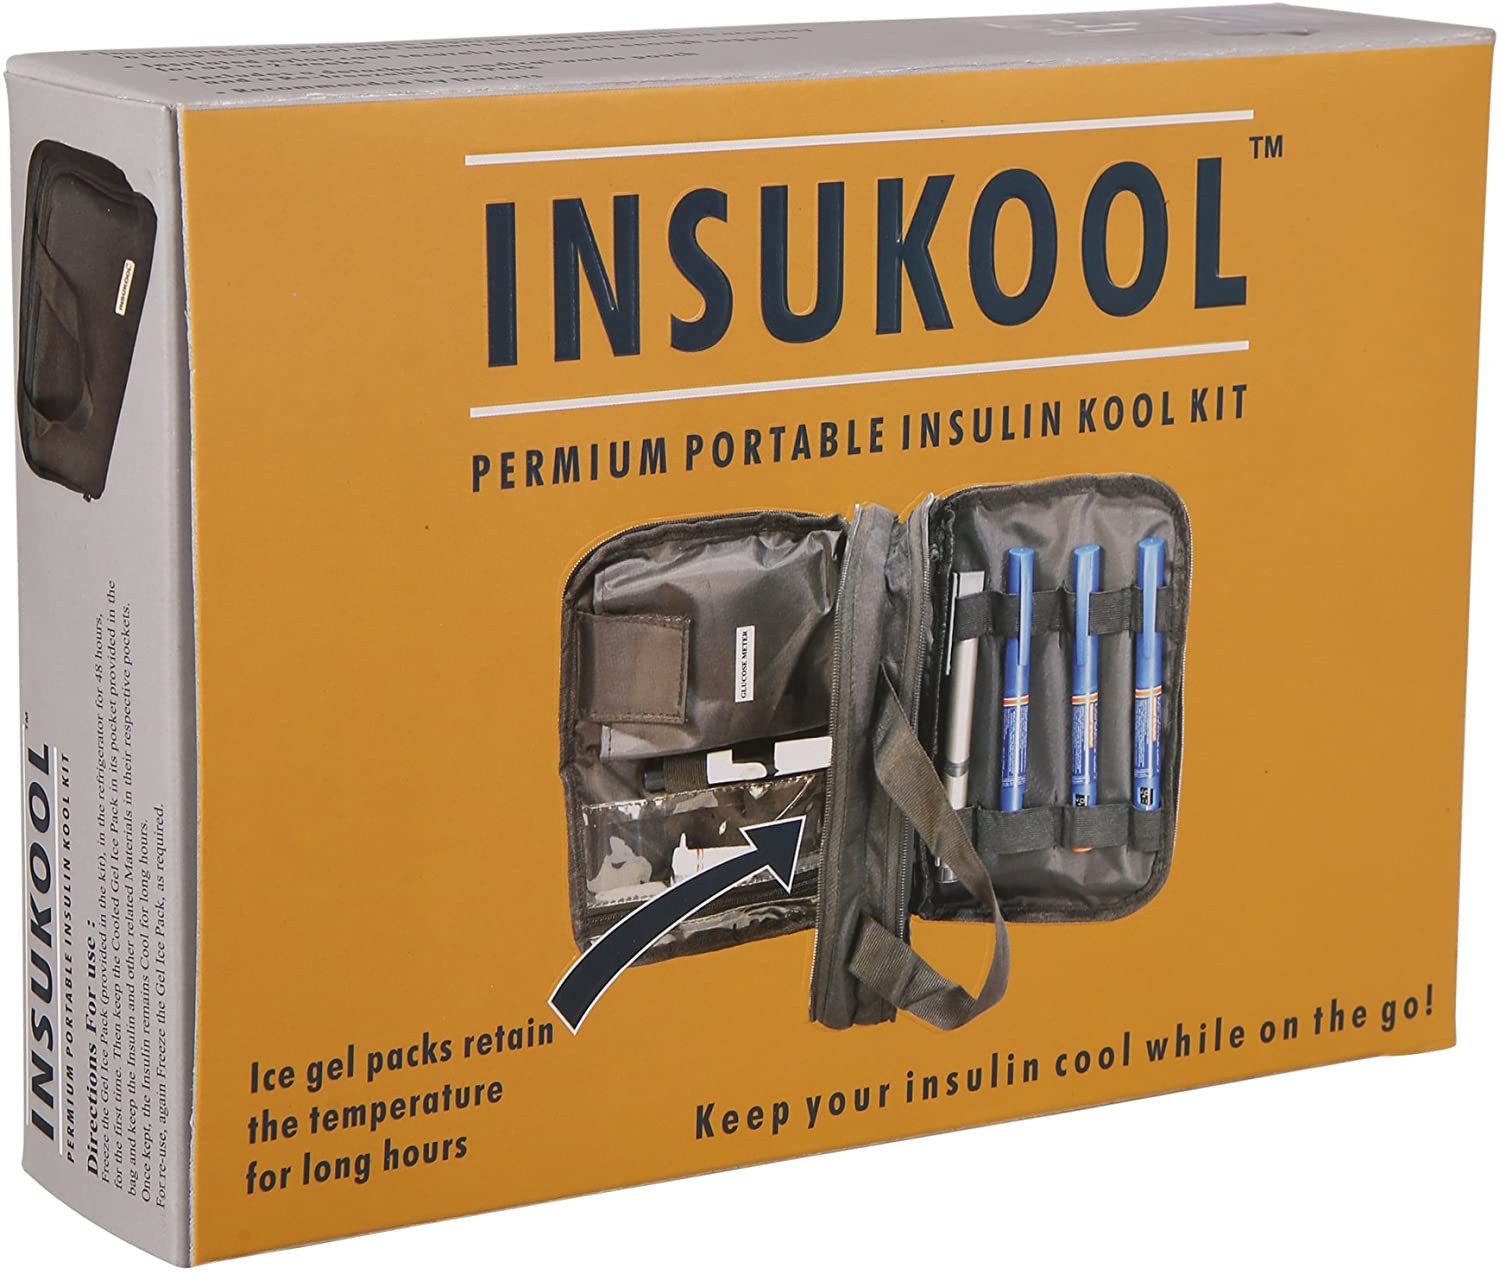 INSUKOOL™
PERMIUM PORTABLE INSULIN KOOL KIT
GLUCOSE METER
Ice gel packs retain
the temperature
for long hours
Keep your insulin cool while on the go!
INSUKOOL
INSUKOOL™
PERMIUM PORTABLE INSULIN KOOL KIT
Directions For use :
Freeze the Gel Ice Pack (provided in the kit), in the refrigerator for 48 hours,
for the first time. Then keep the Cooled Gel Ice Pack in its pocket provided in the
bag and keep the Insulin and other related Materials in their respective pockets.
Once kept, the Insulin remains Cool for long hours.
For re-use, again Freeze the Gel Ice Pack, as required.